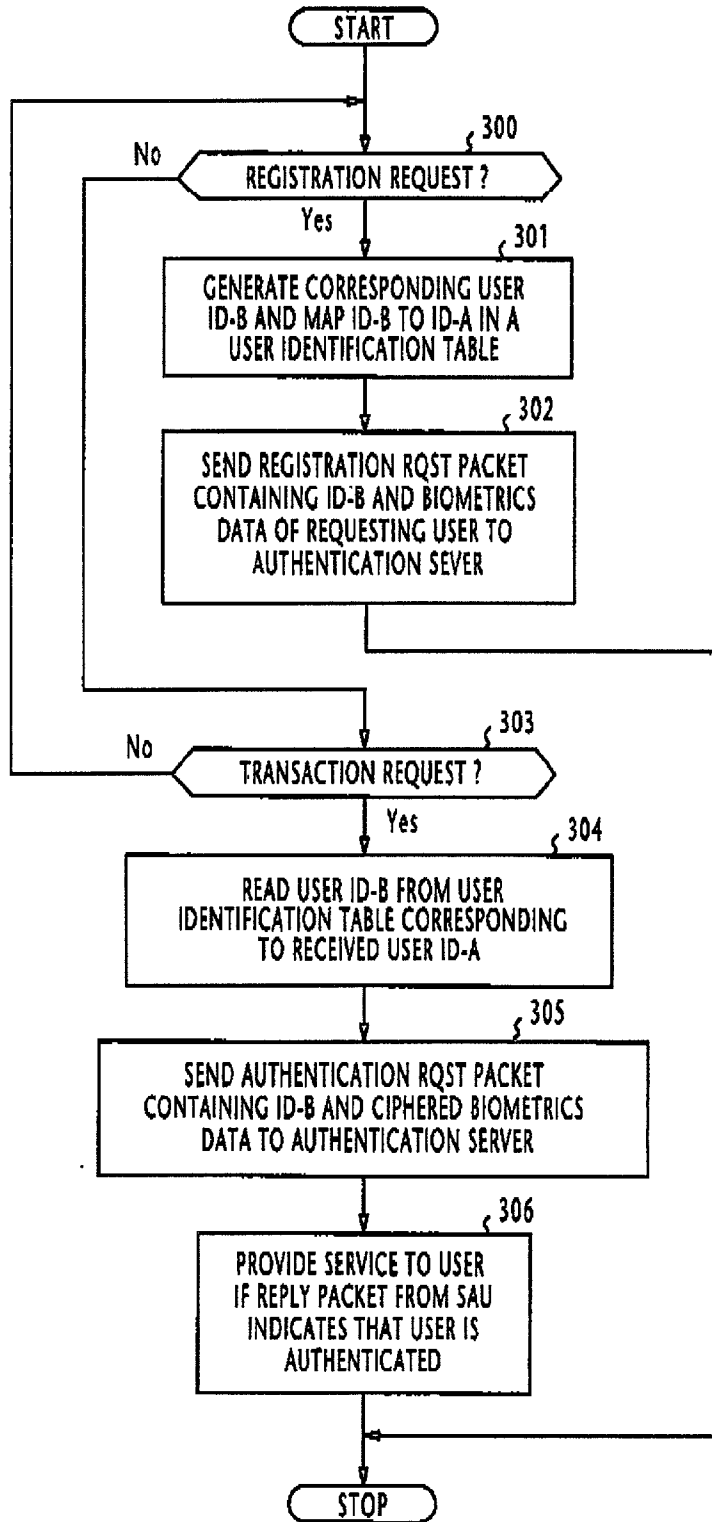 START
300
No
REGISTRATION REQUEST ?
Yes
301
GENERATE CORRESPONDING USER
ID-B AND MAP ID-B TO ID-A IN A
USER IDENTIFICATION TABLE
302
SEND REGISTRATION RQST PACKET
CONTAINING ID-B AND BIOMETRICS
DATA OF REQUESTING USER TO
AUTHENTICATION SEVER
303
No
TRANSACTION REQUEST ?
Yes
304
READ USER ID-B FROM USER
IDENTIFICATION TABLE CORRESPONDING
TO RECEIVED USER ID-A
305
SEND AUTHENTICATION RQST PACKET
CONTAINING ID-B AND CIPHERED BIOMETRICS
DATA TO AUTHENTICATION SERVER
306
PROVIDE SERVICE TO USER
IF REPLY PACKET FROM SAU
INDICATES THAT USER IS
AUTHENTICATED
STOP